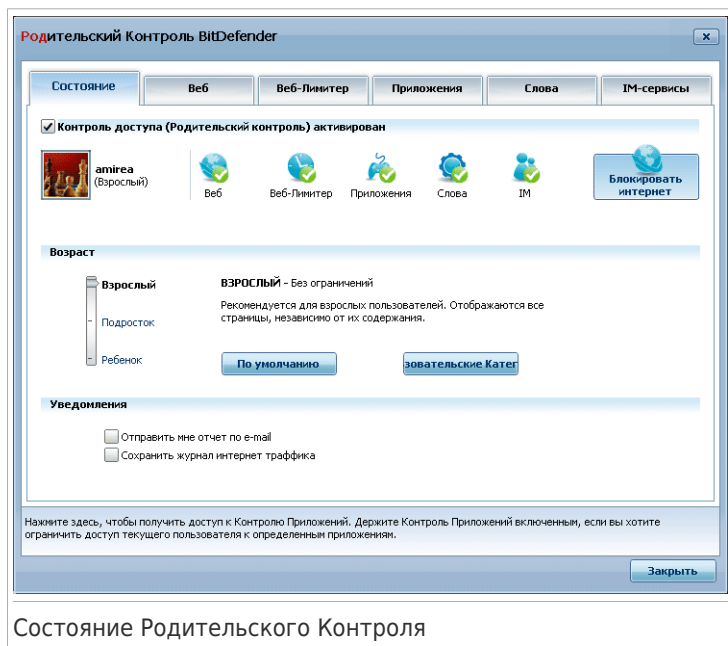 Родительский Контроль BitDefender
Состояние
Веб
Веб-Лимитер
Приложения
Слова
IM-сервисы
Контроль доступа (Родительский контроль) активирован
amirea
(Взрослый)
Веб
Веб-Лимитер
Приложения
Слова
IM
Блокировать
интернет
Возраст
Взрослый
Подросток
Ребенок
ВЗРОСЛЫЙ - Без ограничений
Рекомендуется для взрослых пользователей. Отображаются все
страницы, независимо от их содержания.
По умолчанию
зовательские Катег
Уведомления
Отправить мне отчет по e-mail
Сохранить журнал интернет траффика
Нажмите здесь, чтобы получить доступ к Контролю Приложений. Держите Контроль Приложений включенным, если вы хотите
ограничить доступ текущего пользователя к определенным приложениям.
Закрыть
Состояние Родительского Контроля